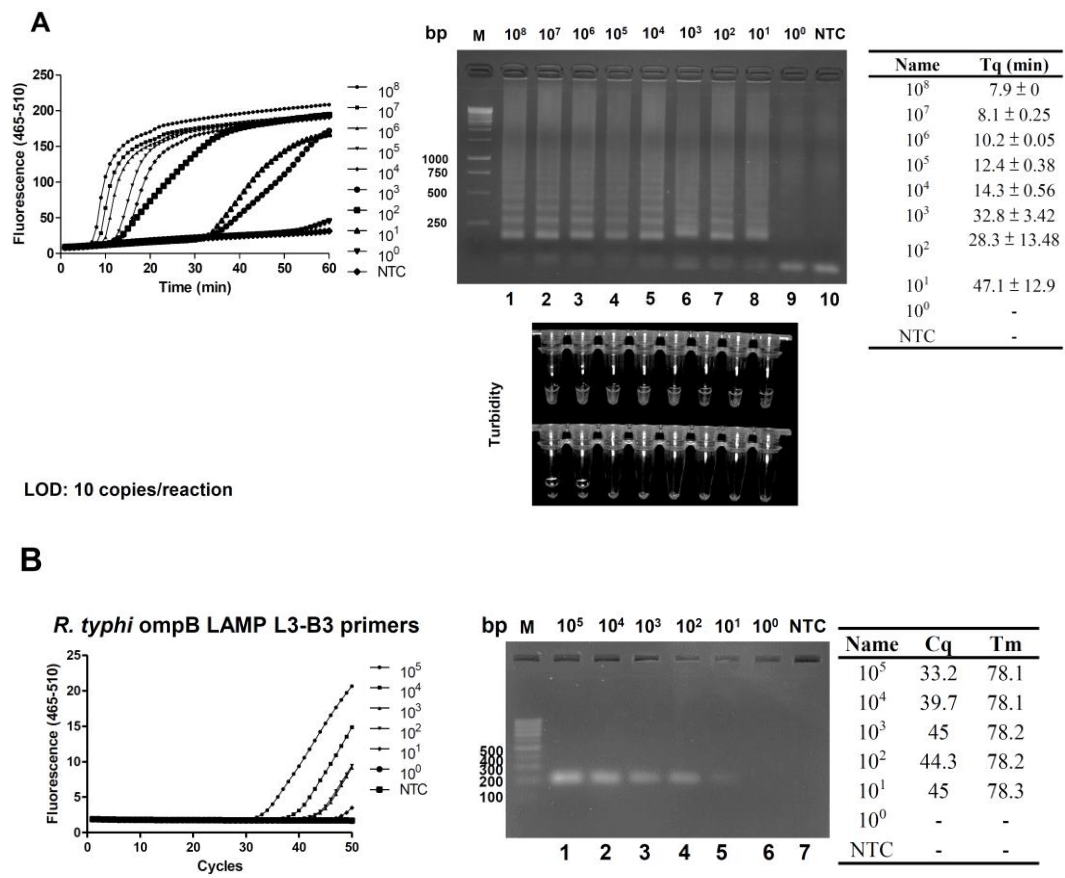 A
Fluorescence (465-510)
250
200
150
100
50
0
0 10 20 30 40 50 60
Time (min)
10⁸
10⁷
10⁶
10⁵
10⁴
10³
10²
10¹
10⁰
NTC
bp M 10⁸ 10⁷ 10⁶ 10⁵ 10⁴ 10³ 10² 10¹ 10⁰ NTC
1000
750
500
250
1 2 3 4 5 6 7 8 9 10
Name Tq (min)
10⁸ 7.9 ± 0
10⁷ 8.1 ± 0.25
10⁶ 10.2 ± 0.05
10⁵ 12.4 ± 0.38
10⁴ 14.3 ± 0.56
10³ 32.8 ± 3.42
10² 28.3 ± 13.48
10¹ 47.1 ± 12.9
10⁰ -
NTC -
Turbidity
LOD: 10 copies/reaction
B
R. typhi ompB LAMP L3-B3 primers
Fluorescence (465-510)
25
20
15
10
5
0
0 10 20 30 40 50
Cycles
10⁵
10⁴
10³
10²
10¹
10⁰
NTC
bp M 10⁵ 10⁴ 10³ 10² 10¹ 10⁰ NTC
500
400
300
200
100
1 2 3 4 5 6 7
Name Cq Tm
10⁵ 33.2 78.1
10⁴ 39.7 78.1
10³ 45 78.2
10² 44.3 78.2
10¹ 45 78.3
10⁰ - -
NTC - -